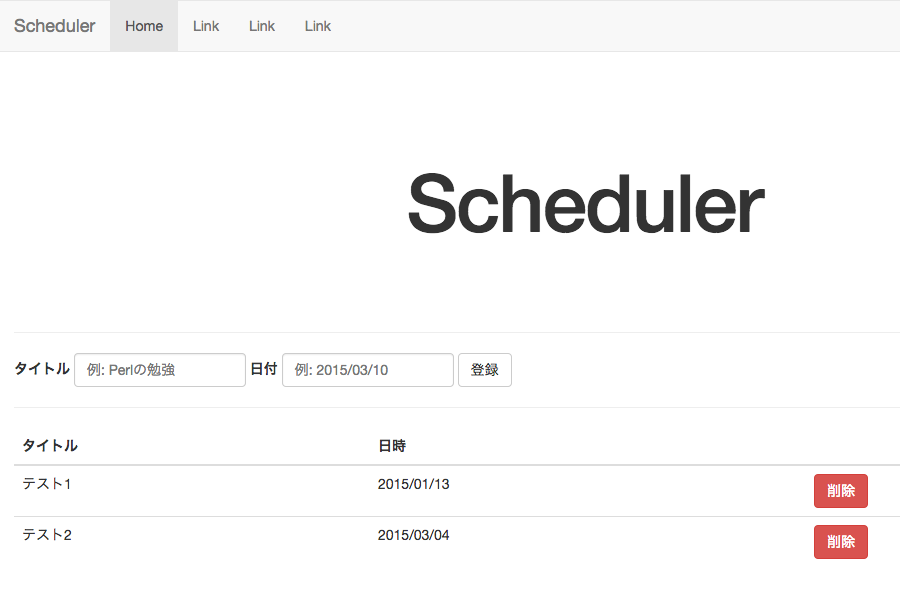 Scheduler Home Link Link Link
Scheduler
タイトル 例: Perlの勉強 日付 例: 2015/03/10 登録
タイトル 日時
テスト1 2015/01/13 削除
テスト2 2015/03/04 削除